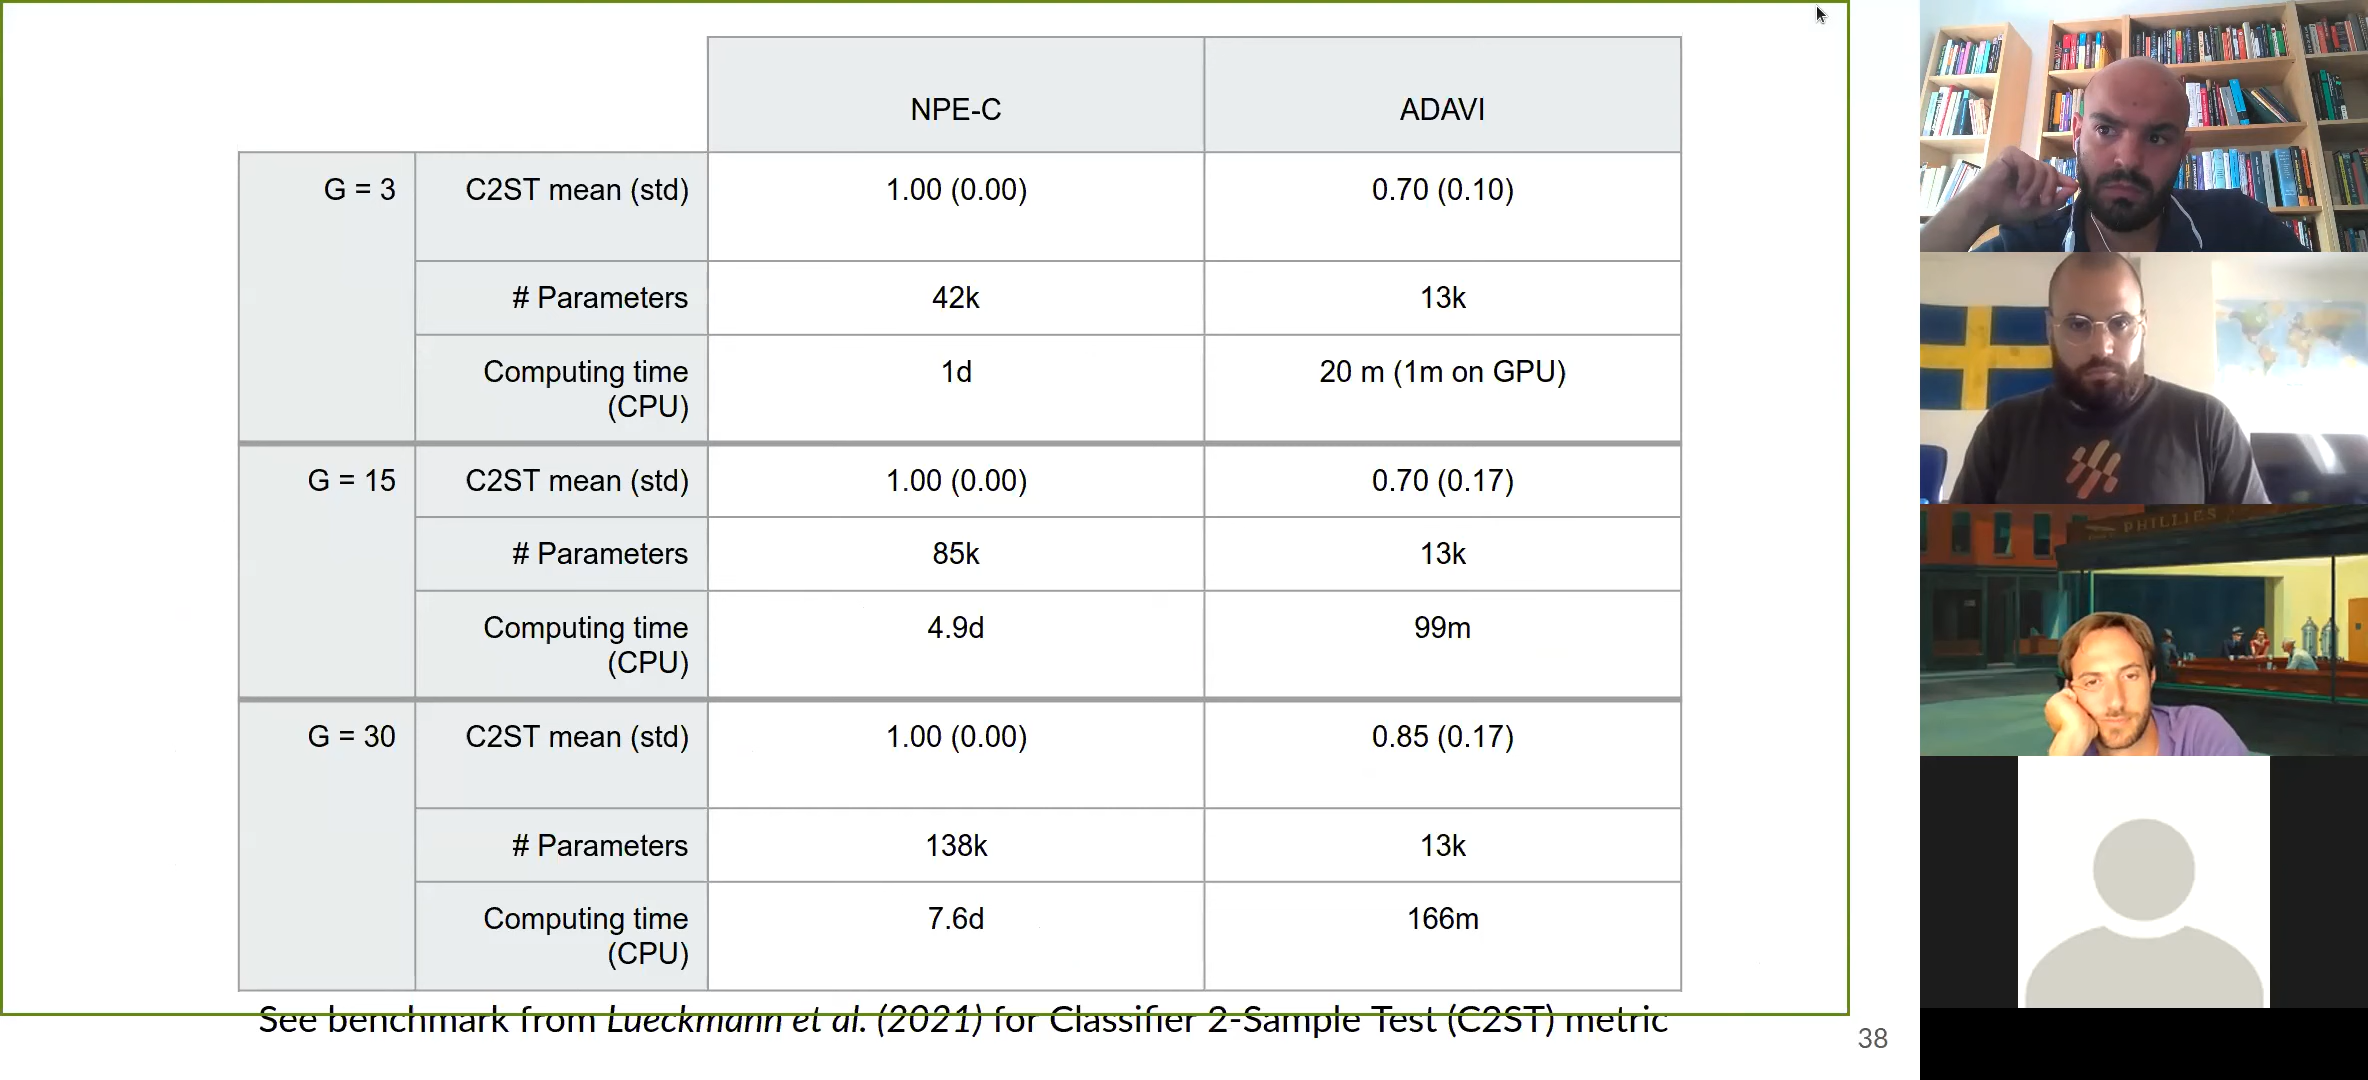 NPE-C ADAVI
G = 3 C2ST mean (std) 1.00 (0.00) 0.70 (0.10)
# Parameters 42k 13k
Computing time 1d 20 m (1m on GPU)
(CPU)
G = 15 C2ST mean (std) 1.00 (0.00) 0.70 (0.17)
# Parameters 85k 13k
Computing time 4.9d 99m
(CPU)
G = 30 C2ST mean (std) 1.00 (0.00) 0.85 (0.17)
# Parameters 138k 13k
Computing time 7.6d 166m
(CPU)
See benchmark from Lueckmann et al. (2021) for Classifier 2-Sample Test (C2ST) metric
38
PHILLIES